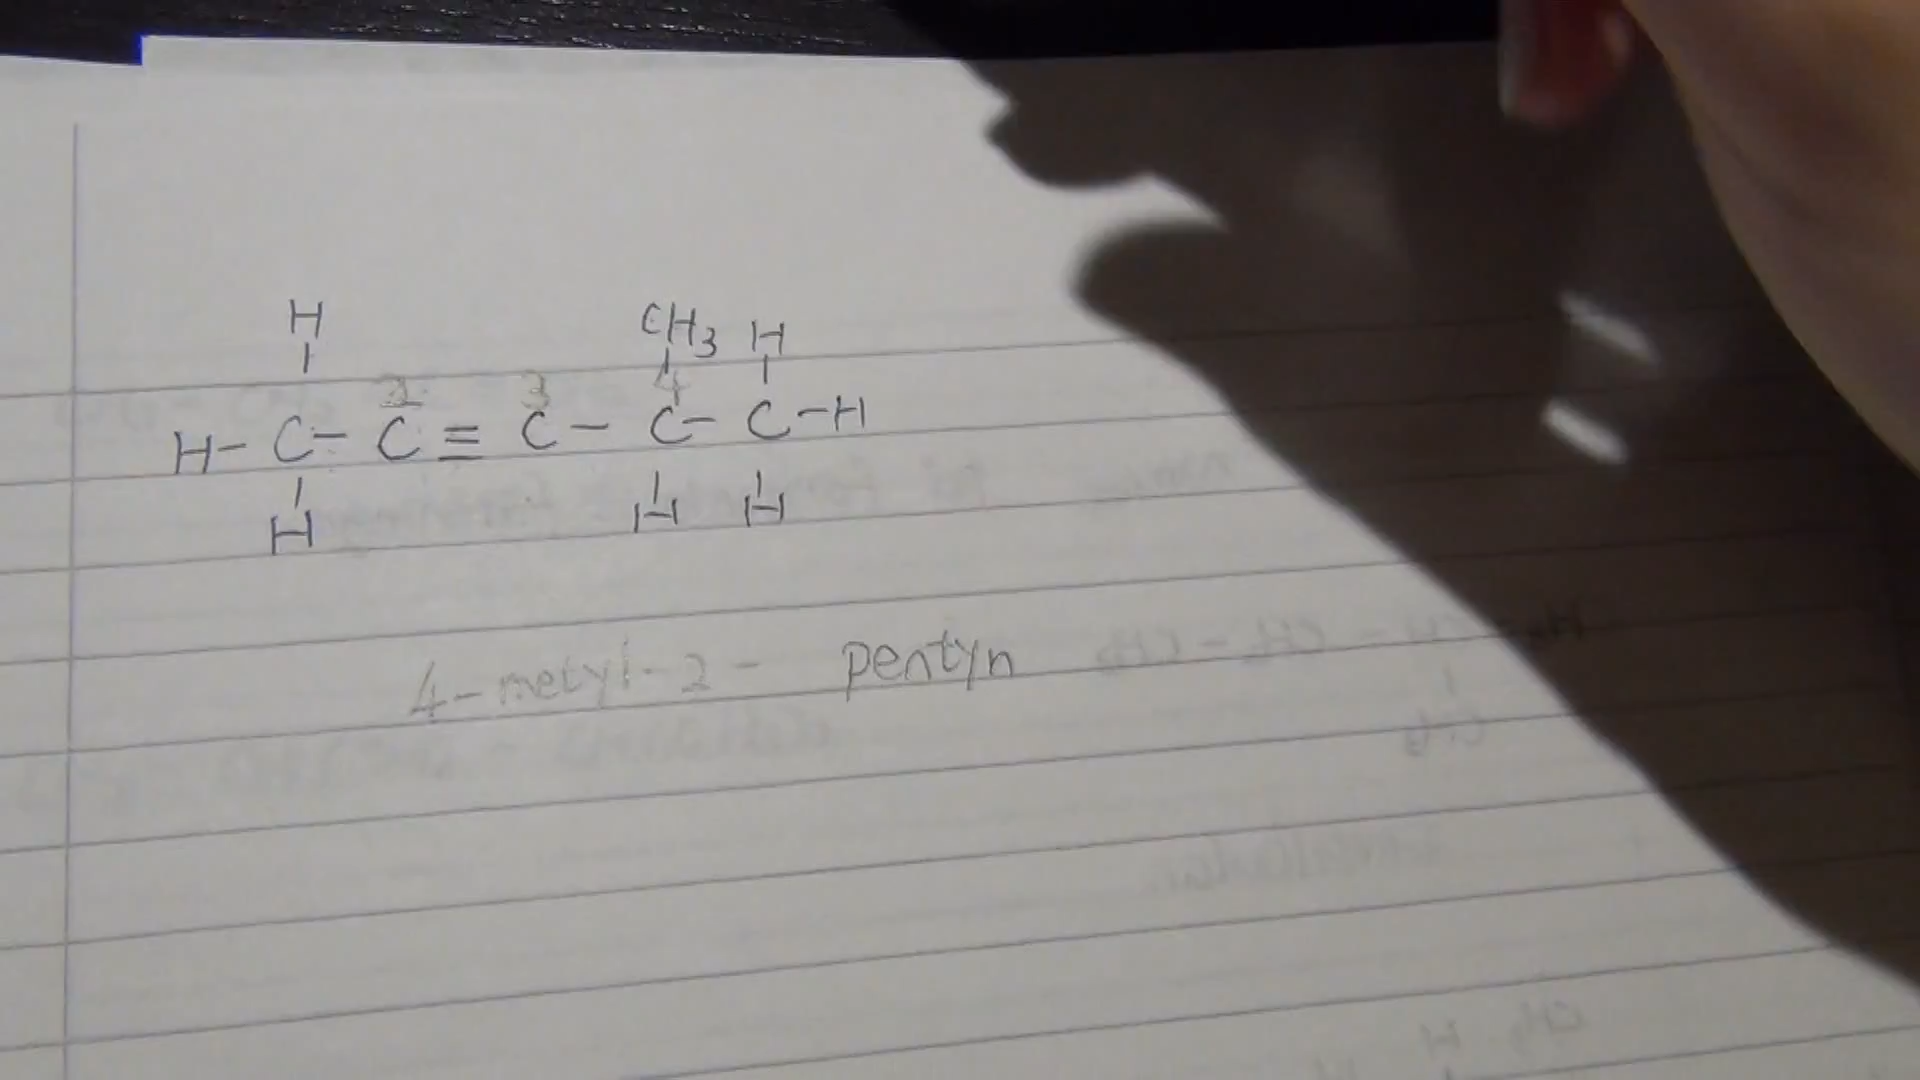 H CH3 H
2 3 4
H - C - C ≡ C - C - C - H
H H H
4-metyl-2- pentyn